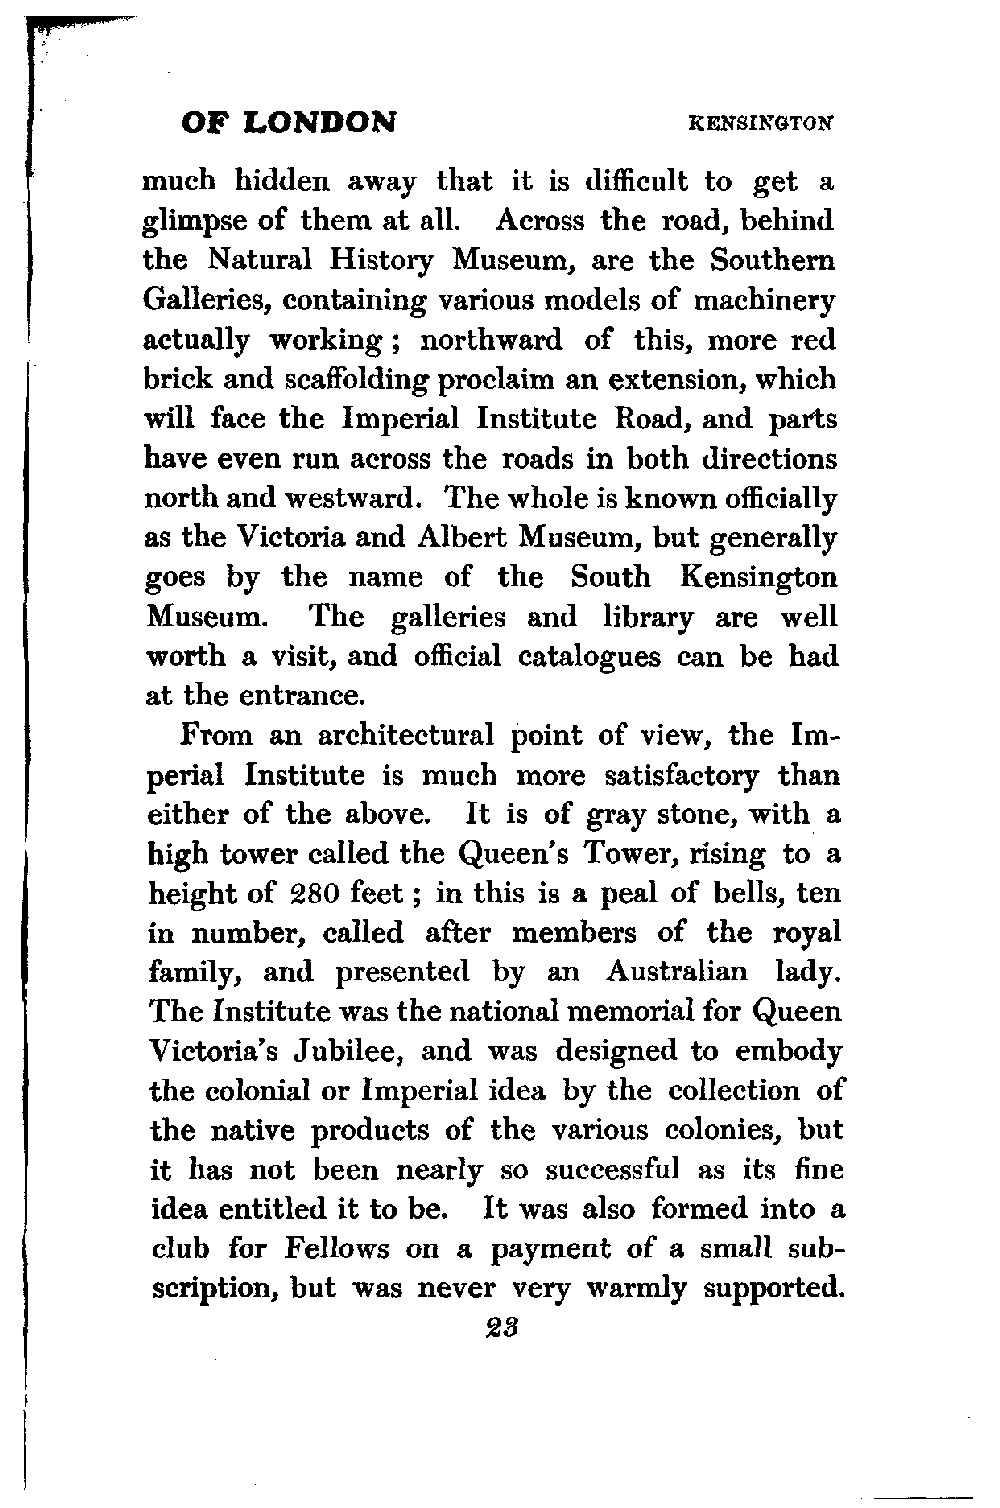 OF LONDON KENSINGTON
much hidden away that it is difficult to get a
glimpse of them at all. Across the road, behind
the Natural History Museum, are the Southern
Galleries, containing various models of machinery
actually working ; northward of this, more red
brick and scaffolding proclaim an extension, which
will face the Imperial Institute Road, and parts
have even run across the roads in both directions
north and westward. The whole is known officially
as the Victoria and Albert Museum, but generally
goes by the name of the South Kensington
Museum. The galleries and library are well
worth a visit, and official catalogues can be had
at the entrance.
From an architectural point of view, the Im-
perial Institute is much more satisfactory than
either of the above. It is of gray stone, with a
high tower called the Queen's Tower, rising to a
height of 280 feet ; in this is a peal of bells, ten
in number, called after members of the royal
family, and presented by an Australian lady.
The Institute was the national memorial for Queen
Victoria's Jubilee, and was designed to embody
the colonial or Imperial idea by the collection of
the native products of the various colonies, but
it has not been nearly so successful as its fine
idea entitled it to be. It was also formed into a
club for Fellows on a payment of a small sub-
scription, but was never very warmly supported.
23